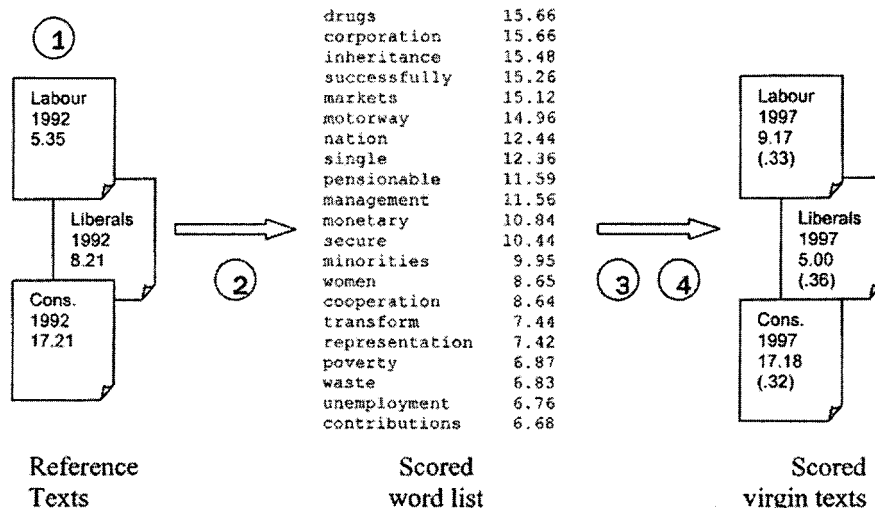 1
Labour
1992
5.35
Liberals
1992
8.21
Cons.
1992
17.21
Reference
Texts
2
drugs 15.66
corporation 15.66
inheritance 15.48
successfully 15.26
markets 15.12
motorway 14.96
nation 12.44
single 12.36
pensionable 11.59
management 11.56
monetary 10.84
secure 10.44
minorities 9.95
women 8.65
cooperation 8.64
transform 7.44
representation 7.42
poverty 6.87
waste 6.83
unemployment 6.76
contributions 6.68
Scored
word list
3 4
Labour
1997
9.17
(.33)
Liberals
1997
5.00
(.36)
Cons.
1997
17.18
(.32)
Scored
virgin texts